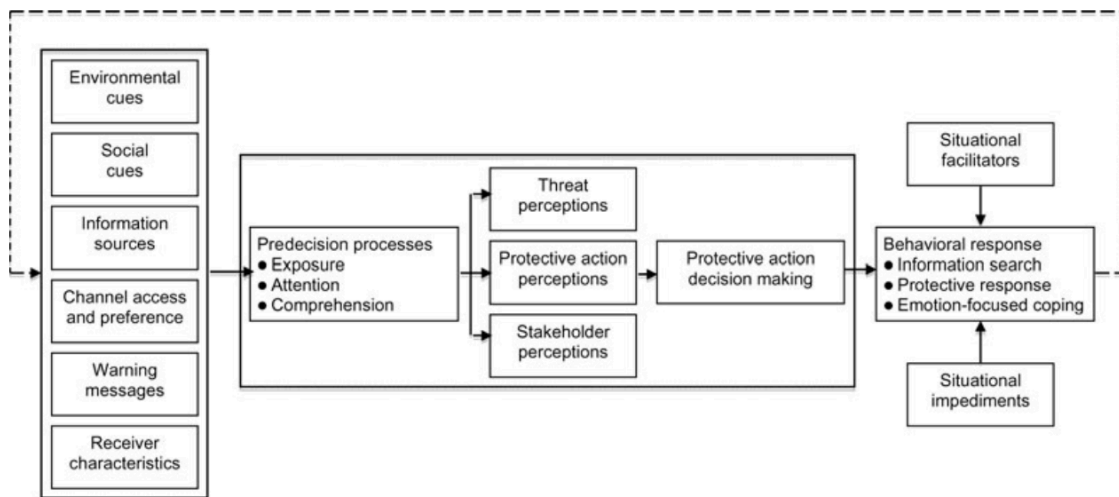 Environmental
cues
Social
cues
Information
sources
Channel access
and preference
Warning
messages
Receiver
characteristics
Predecision processes
● Exposure
● Attention
● Comprehension
Threat
perceptions
Protective action
perceptions
Stakeholder
perceptions
Protective action
decision making
Situational
facilitators
Behavioral response
● Information search
● Protective response
● Emotion-focused coping
Situational
impediments